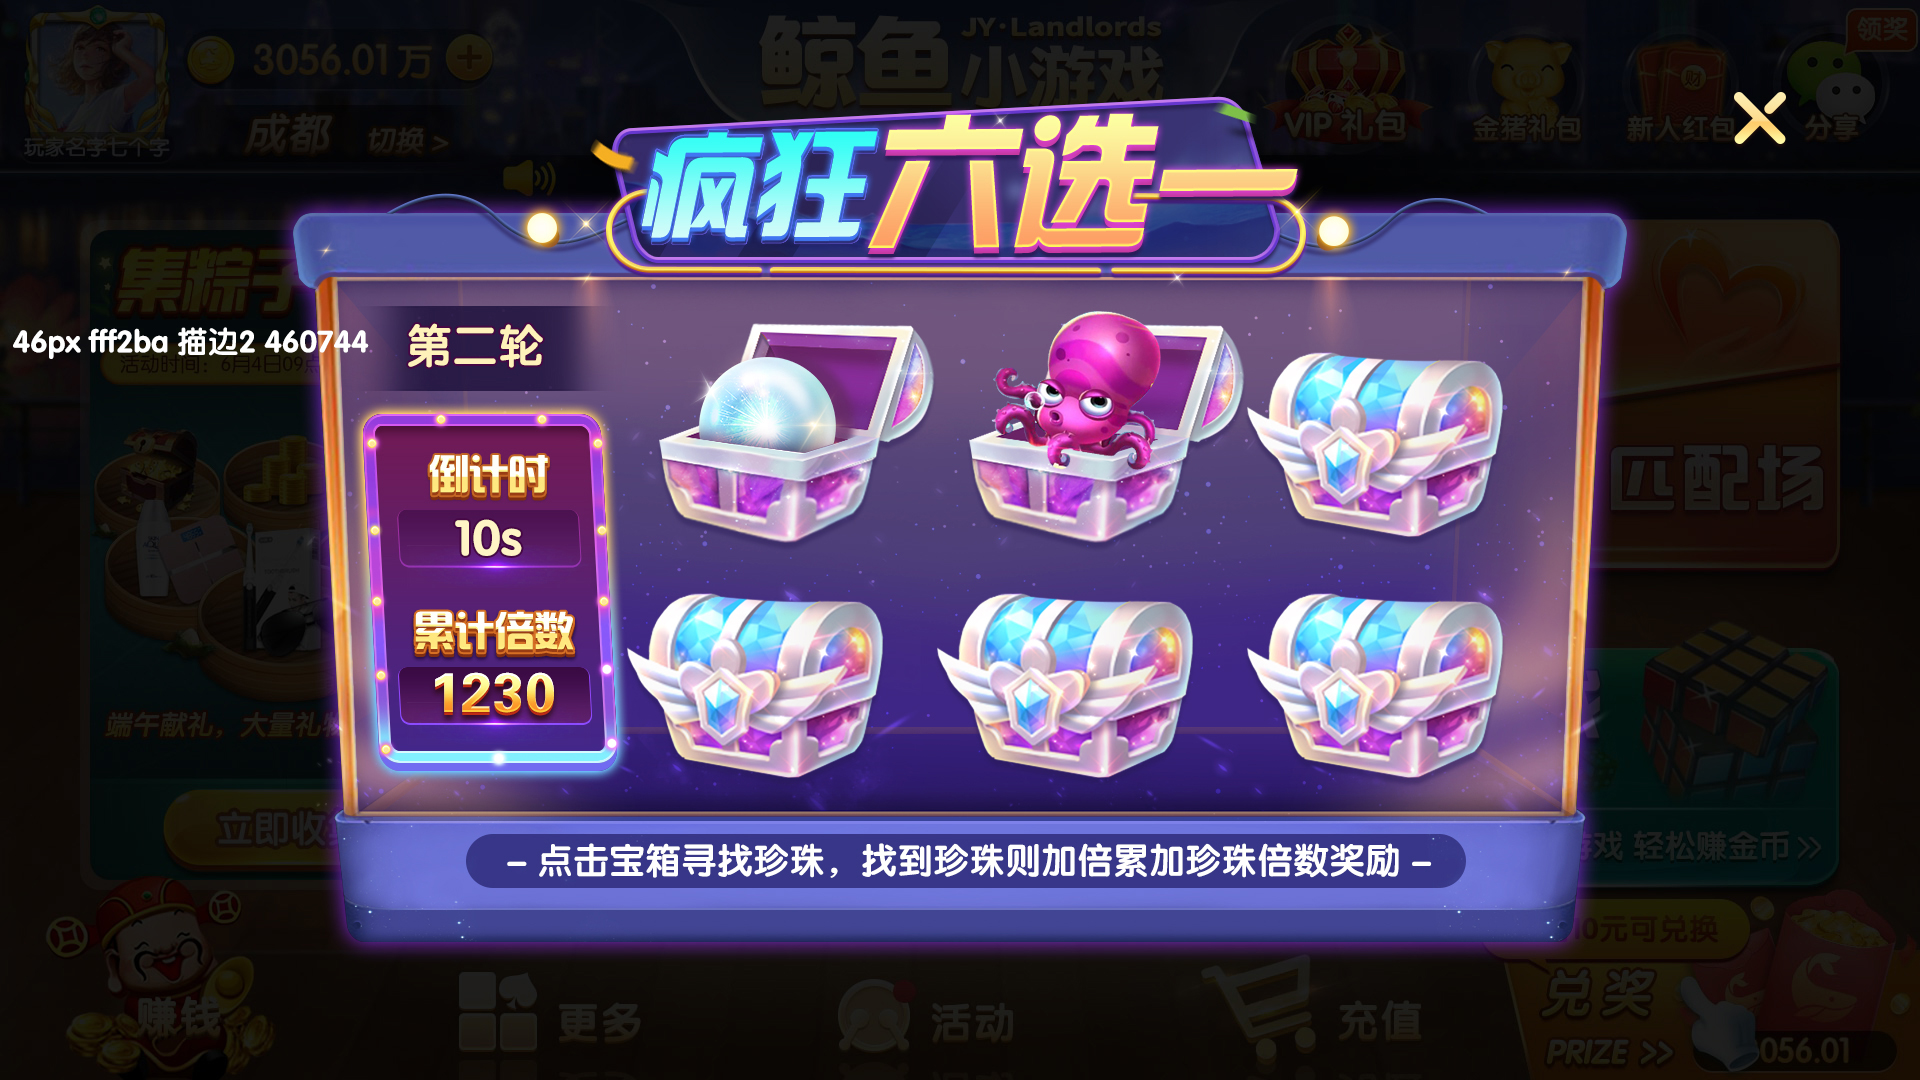 3056.01万
成都 切换 >
玩家名字七个字
鲸鱼
JY·Landlords
小游戏
VIP 礼包
金猪礼包
新人红包
财
分享
领奖
疯狂六选一
集粽子
46px fff2ba 描边2 460744
活动时间：6月4日09点
第二轮
倒计时
10s
累计倍数
1230
匹配场
端午献礼，大量礼
立即收
戏 轻松赚金币 >>
– 点击宝箱寻找珍珠，找到珍珠则加倍累加珍珠倍数奖励 –
0元可兑换
赚钱
更多
活动
充值
兑奖
PRIZE >>
056.01